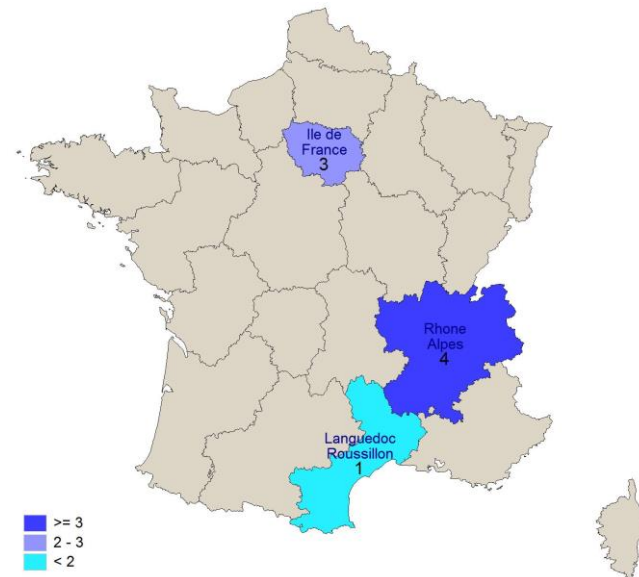 Ile de
France
3
Rhone
Alpes
4
Languedoc
Roussillon
1
>= 3
2 - 3
< 2